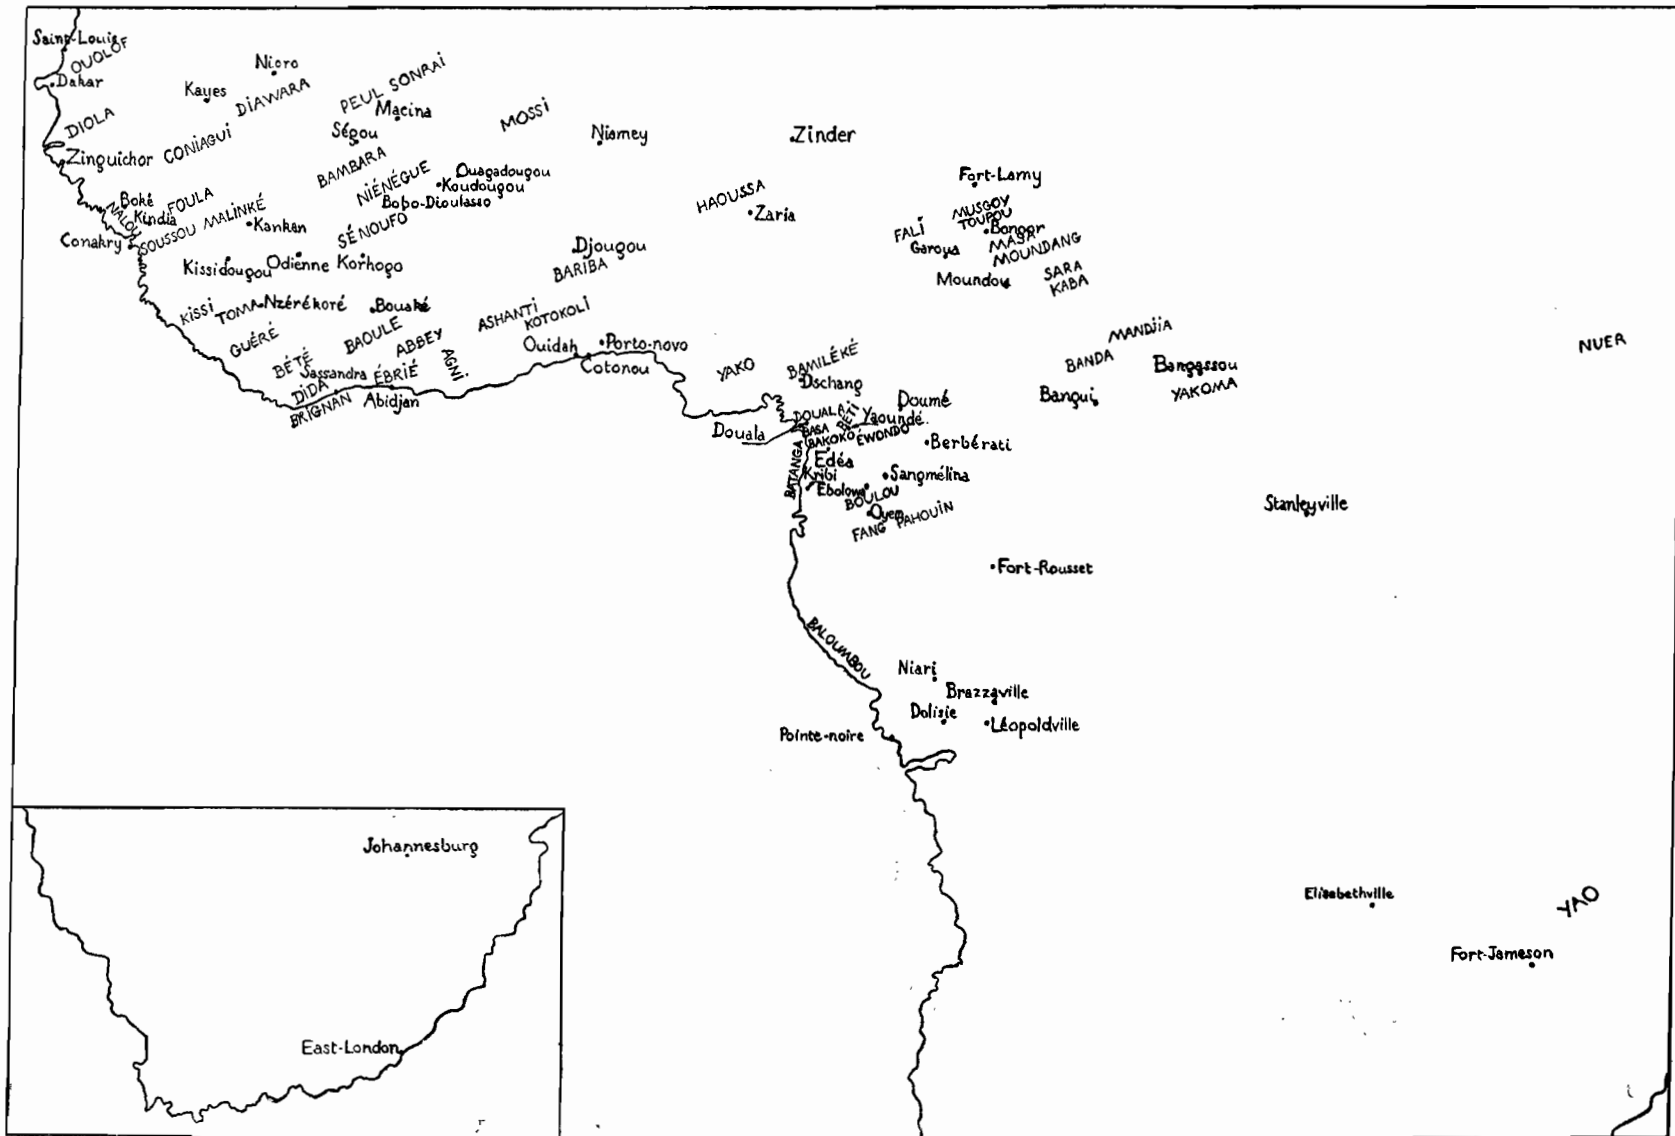 Saint-Louis
OUOLOF
Dakar
Nioro
Kayes
DIAWARA
PEUL SONRAI
Macina
DIOLA
Ségou
MOSSI
Niamey
Zinder
Zinguichor
CONIAGUI
BAMBARA
NIÉNÉGUE
Ouagadougou
Koudougou
Bobo-Dioulasso
Fort-Lamy
HAOUSSA
Zaria
Boké
FOULA
NALOU
Kindia
MALINKÉ
Kankan
SÉNOUFO
MUSGOY
TOUPOU
Bongor
FALI
MASA
Garoua
MOUNDANG
Conakry
SOUSSOU
Djougou
BARIBA
Kissidougou
Odienne
Korhogo
Moundou
SARA
KABA
KISSI
TOMA
Nzérékoré
Bouaké
ASHANTI
KOTOKOLI
GUÉRÉ
BAOULE
ABBEY
AGNI
Ouidah
Porto-novo
Cotonou
MANDJIA
BANDA
Bangassou
NUER
BÉTÉ
Sassandra
ÉBRIÉ
DIDA
BRIGNAN
Abidjan
YAKO
BAMILÉKÉ
Dschang
Bangui
YAKOMA
Doumé
DOUALA
BETI
Yaoundé
Douala
BASA
BAKOKO
ÉWONDO
Berbérati
BATANGA
Edéa
Kribi
Sangmélina
Ebolowa
BOULOU
Oyem
FANG PAHOUIN
Stanleyville
Fort-Rousset
BALOUMBOU
Niari
Brazzaville
Dolisie
Léopoldville
Pointe-noire
Johannesburg
Elisabethville
YAO
Fort-Jameson
East-London